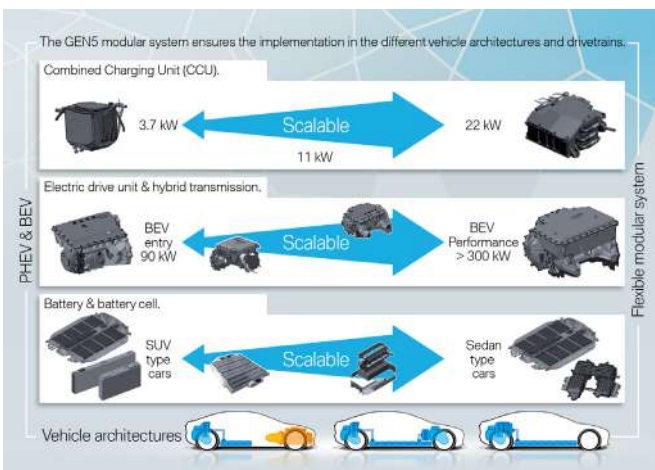 The GEN5 modular system ensures the implementation in the different vehicle architectures and drivetrains.
Combined Charging Unit (CCU).
3.7 kW
Scalable
22 kW
11 kW
Electric drive unit & hybrid transmission.
BEV
entry
90 kW
Scalable
BEV
Performance
> 300 kW
Battery & battery cell.
SUV
type
cars
Scalable
Sedan
type
cars
PHEV & BEV
Flexible modular system
Vehicle architectures